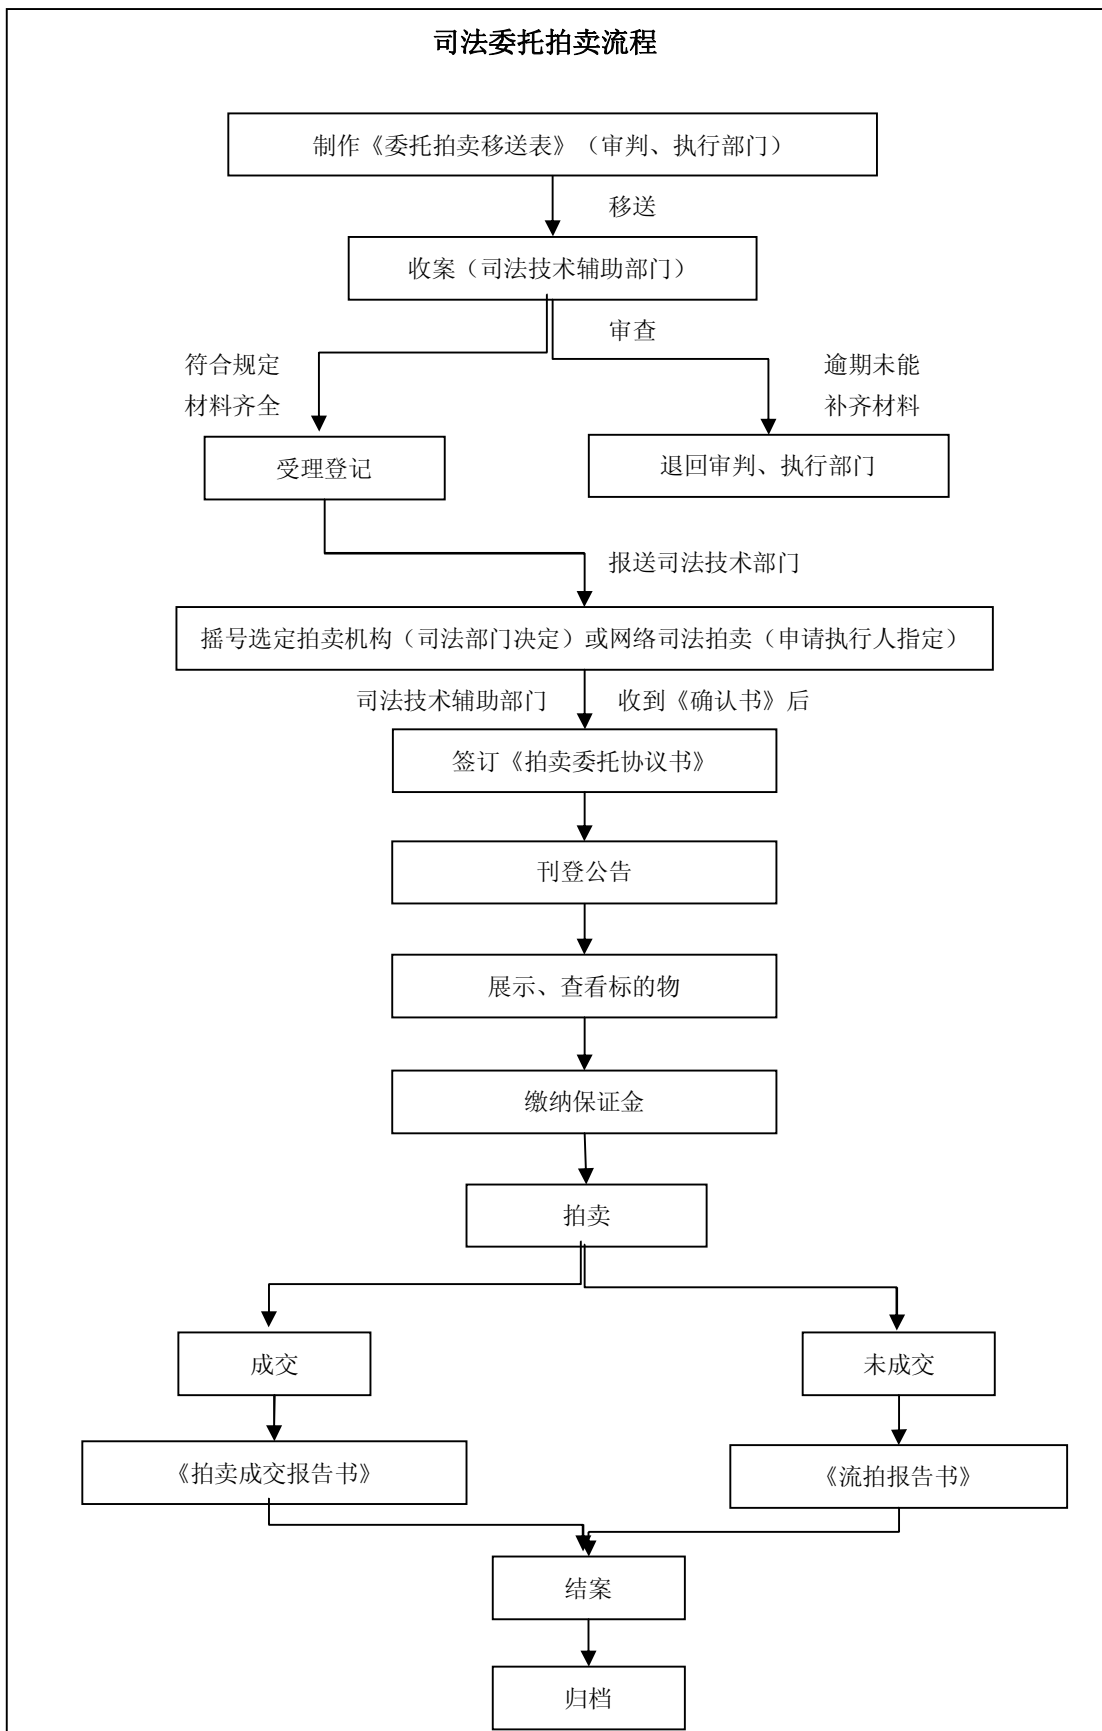 司法委托拍卖流程
制作《委托拍卖移送表》（审判、执行部门）
移送
收案（司法技术辅助部门）
审查
符合规定
材料齐全
逾期未能
补齐材料
受理登记
退回审判、执行部门
报送司法技术部门
摇号选定拍卖机构（司法部门决定）或网络司法拍卖（申请执行人指定）
司法技术辅助部门 收到《确认书》后
签订《拍卖委托协议书》
刊登公告
展示、查看标的物
缴纳保证金
拍卖
成交
未成交
《拍卖成交报告书》
《流拍报告书》
结案
归档